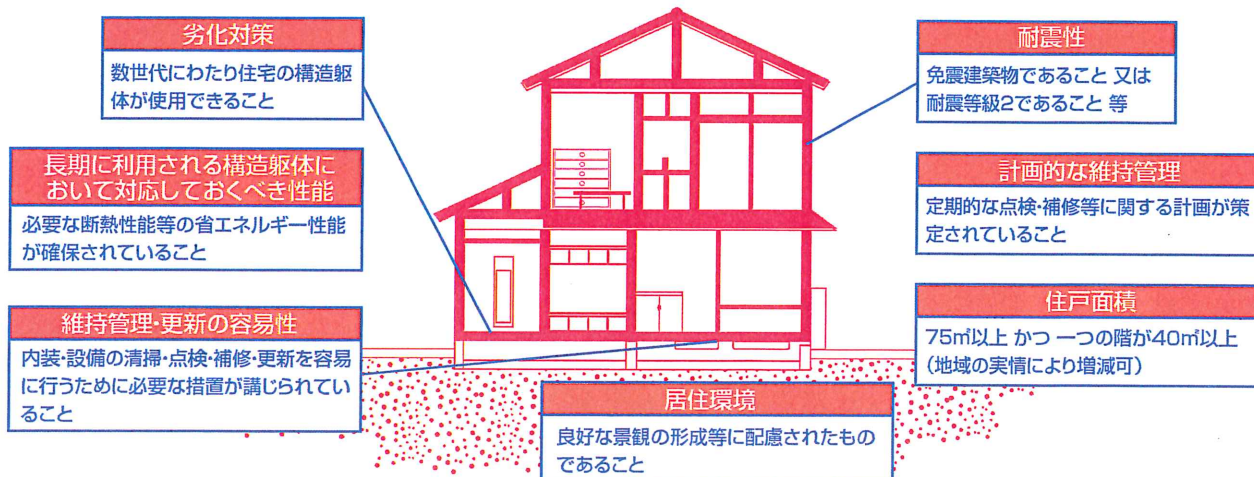 劣化対策
数世代にわたり住宅の構造躯
体が使用できること
長期に利用される構造躯体に
おいて対応しておくべき性能
必要な断熱性能等の省エネルギー性能
が確保されていること
維持管理・更新の容易性
内装・設備の清掃・点検・補修・更新を容易
に行うために必要な措置が講じられてい
ること
耐震性
免震建築物であること 又は
耐震等級2であること 等
計画的な維持管理
定期的な点検・補修等に関する計画が策
定されていること
住戸面積
75㎡以上 かつ 一つの階が40㎡以上
(地域の実情により増減可)
居住環境
良好な景観の形成等に配慮されたもの
であること